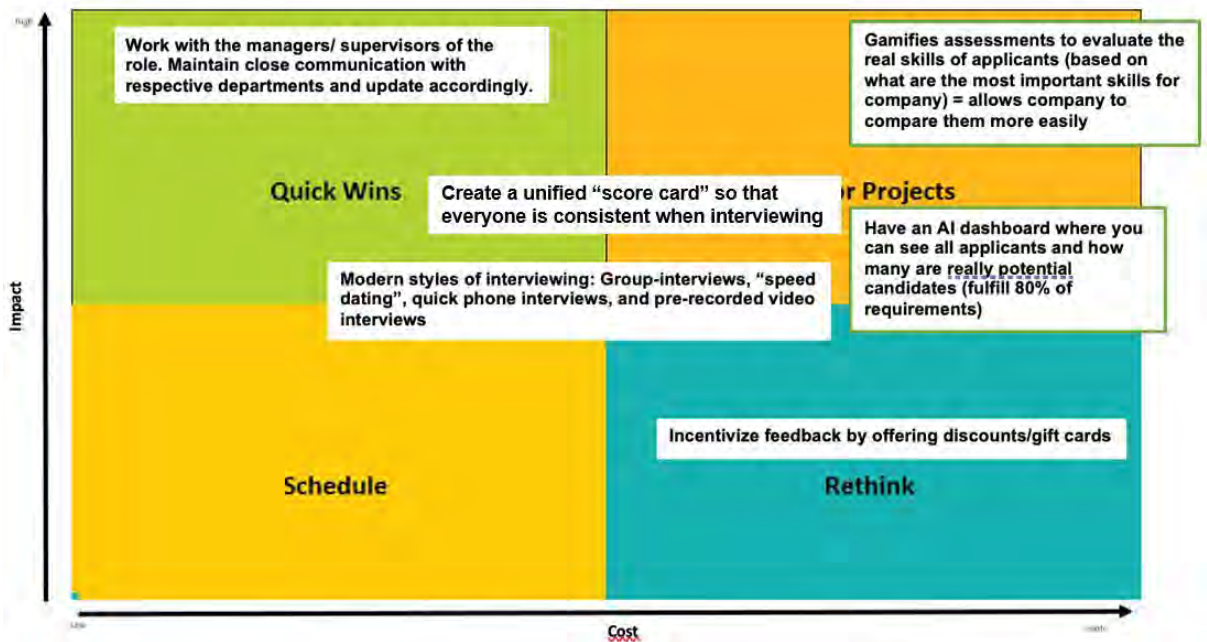 High
Work with the managers/ supervisors of the
role. Maintain close communication with
respective departments and update accordingly.
Gamifies assessments to evaluate the
real skills of applicants (based on
what are the most important skills for
company) = allows company to
compare them more easily
Quick Wins
Create a unified “score card” so that
everyone is consistent when interviewing
or Projects
Have an AI dashboard where you
can see all applicants and how
many are really potential
candidates (fulfill 80% of
requirements)
Modern styles of interviewing: Group-interviews, “speed
dating”, quick phone interviews, and pre-recorded video
interviews
Impact
Incentivize feedback by offering discounts/gift cards
Schedule
Rethink
Cost